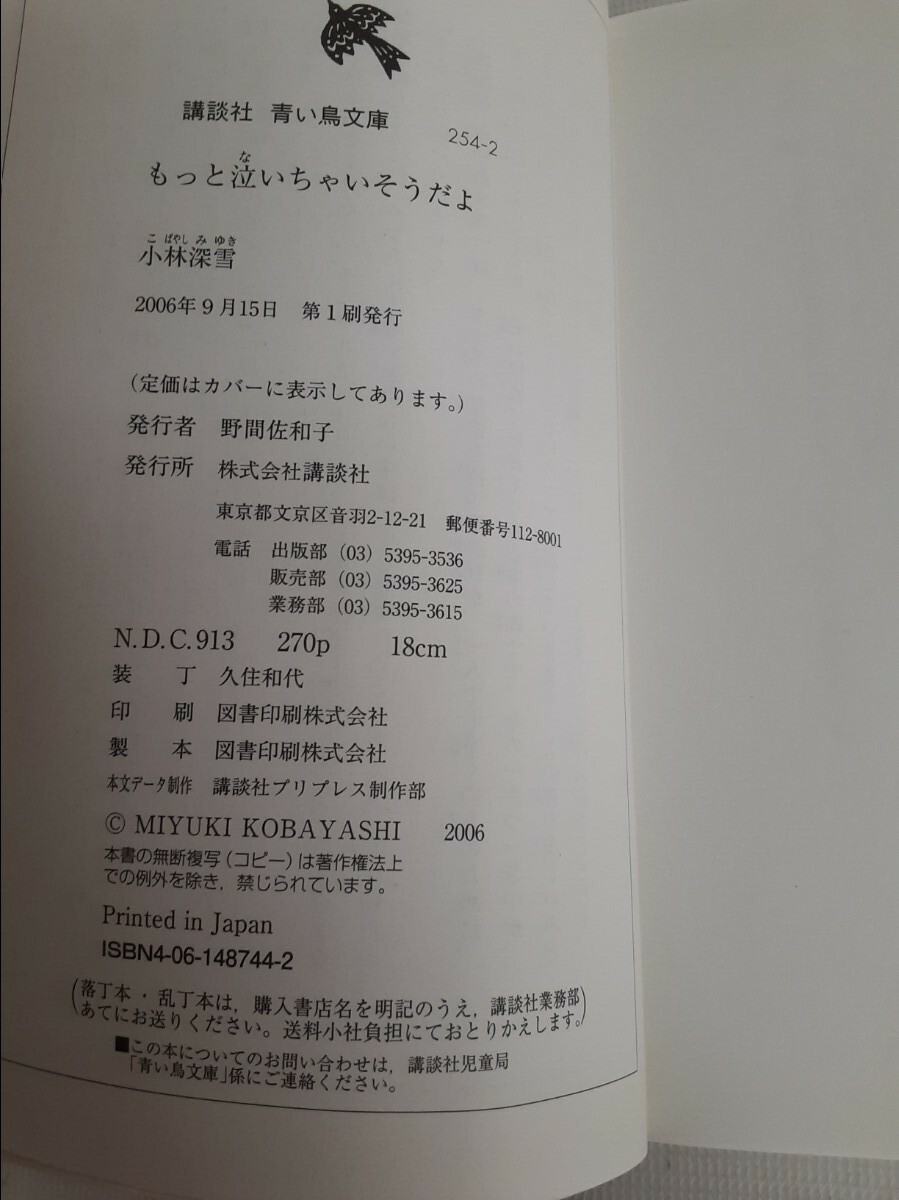 講談社 青い鳥文庫 254-2
もっと泣いちゃいそうだよ
小林深雪
2006年9月15日 第1刷発行
(定価はカバーに表示してあります。)
発行者 野間佐和子
発行所 株式会社講談社
東京都文京区音羽2-12-21 郵便番号112-8001
電話 出版部 (03) 5395-3536
販売部 (03) 5395-3625
業務部 (03) 5395-3615
N.D.C.913 270p 18cm
装丁 久住和代
印刷 図書印刷株式会社
製本 図書印刷株式会社
本文データ制作 講談社プリプレス制作部
© MIYUKI KOBAYASHI 2006
本書の無断複写(コピー)は著作権法上
での例外を除き,禁じられています。
Printed in Japan
ISBN4-06-148744-2
(落丁本・乱丁本は,購入書店名を明記のうえ,講談社業務部
あてにお送りください。送料小社負担にておとりかえします。)
■この本についてのお問い合わせは,講談社児童局
「青い鳥文庫」係にご連絡ください。